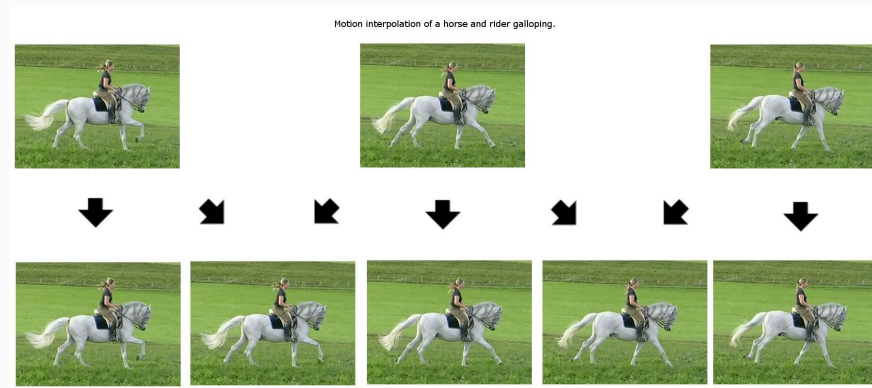 Motion interpolation of a horse and rider galloping.